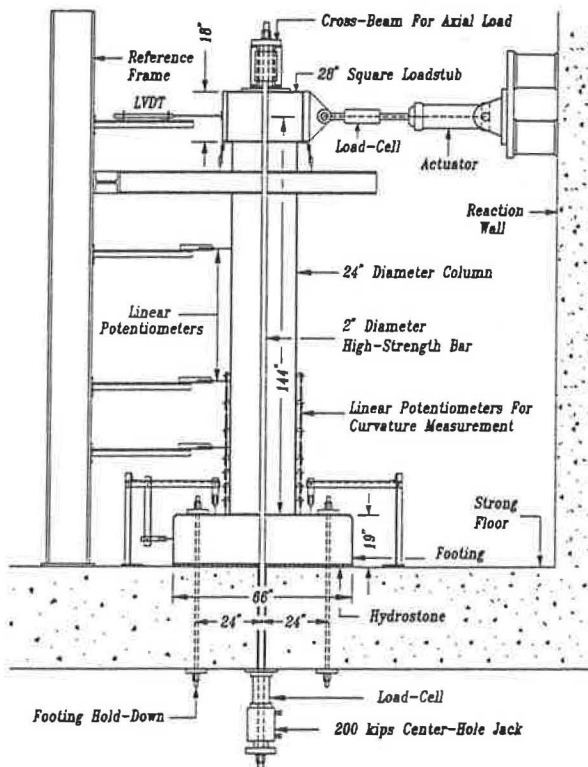 Cross-Beam For Axial Load
18"
Reference
Frame
28" Square Loadstub
LVDT
Load-Cell
Actuator
Reaction
Wall
24" Diameter Column
Linear
Potentiometers
2" Diameter
High-Strength Bar
144"
Linear Potentiometers For
Curvature Measurement
Strong
Floor
19"
Footing
66"
Hydrostone
24" 24"
Load-Cell
Footing Hold-Down
200 kips Center-Hole Jack